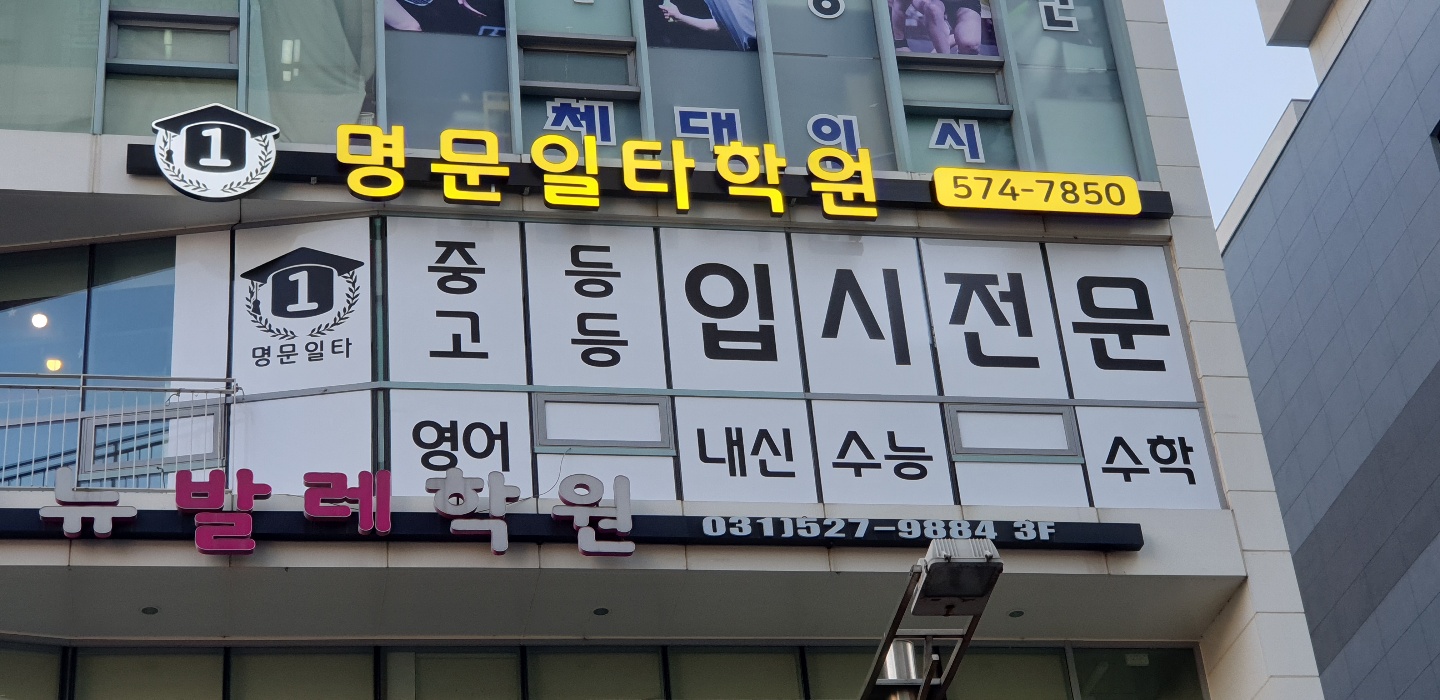 체대입시
1 명문일타학원 574-7850
1
명문일타
중등
고등
입시전문
영어 내신 수능 수학
뉴발레학원 031)527-9884 3F